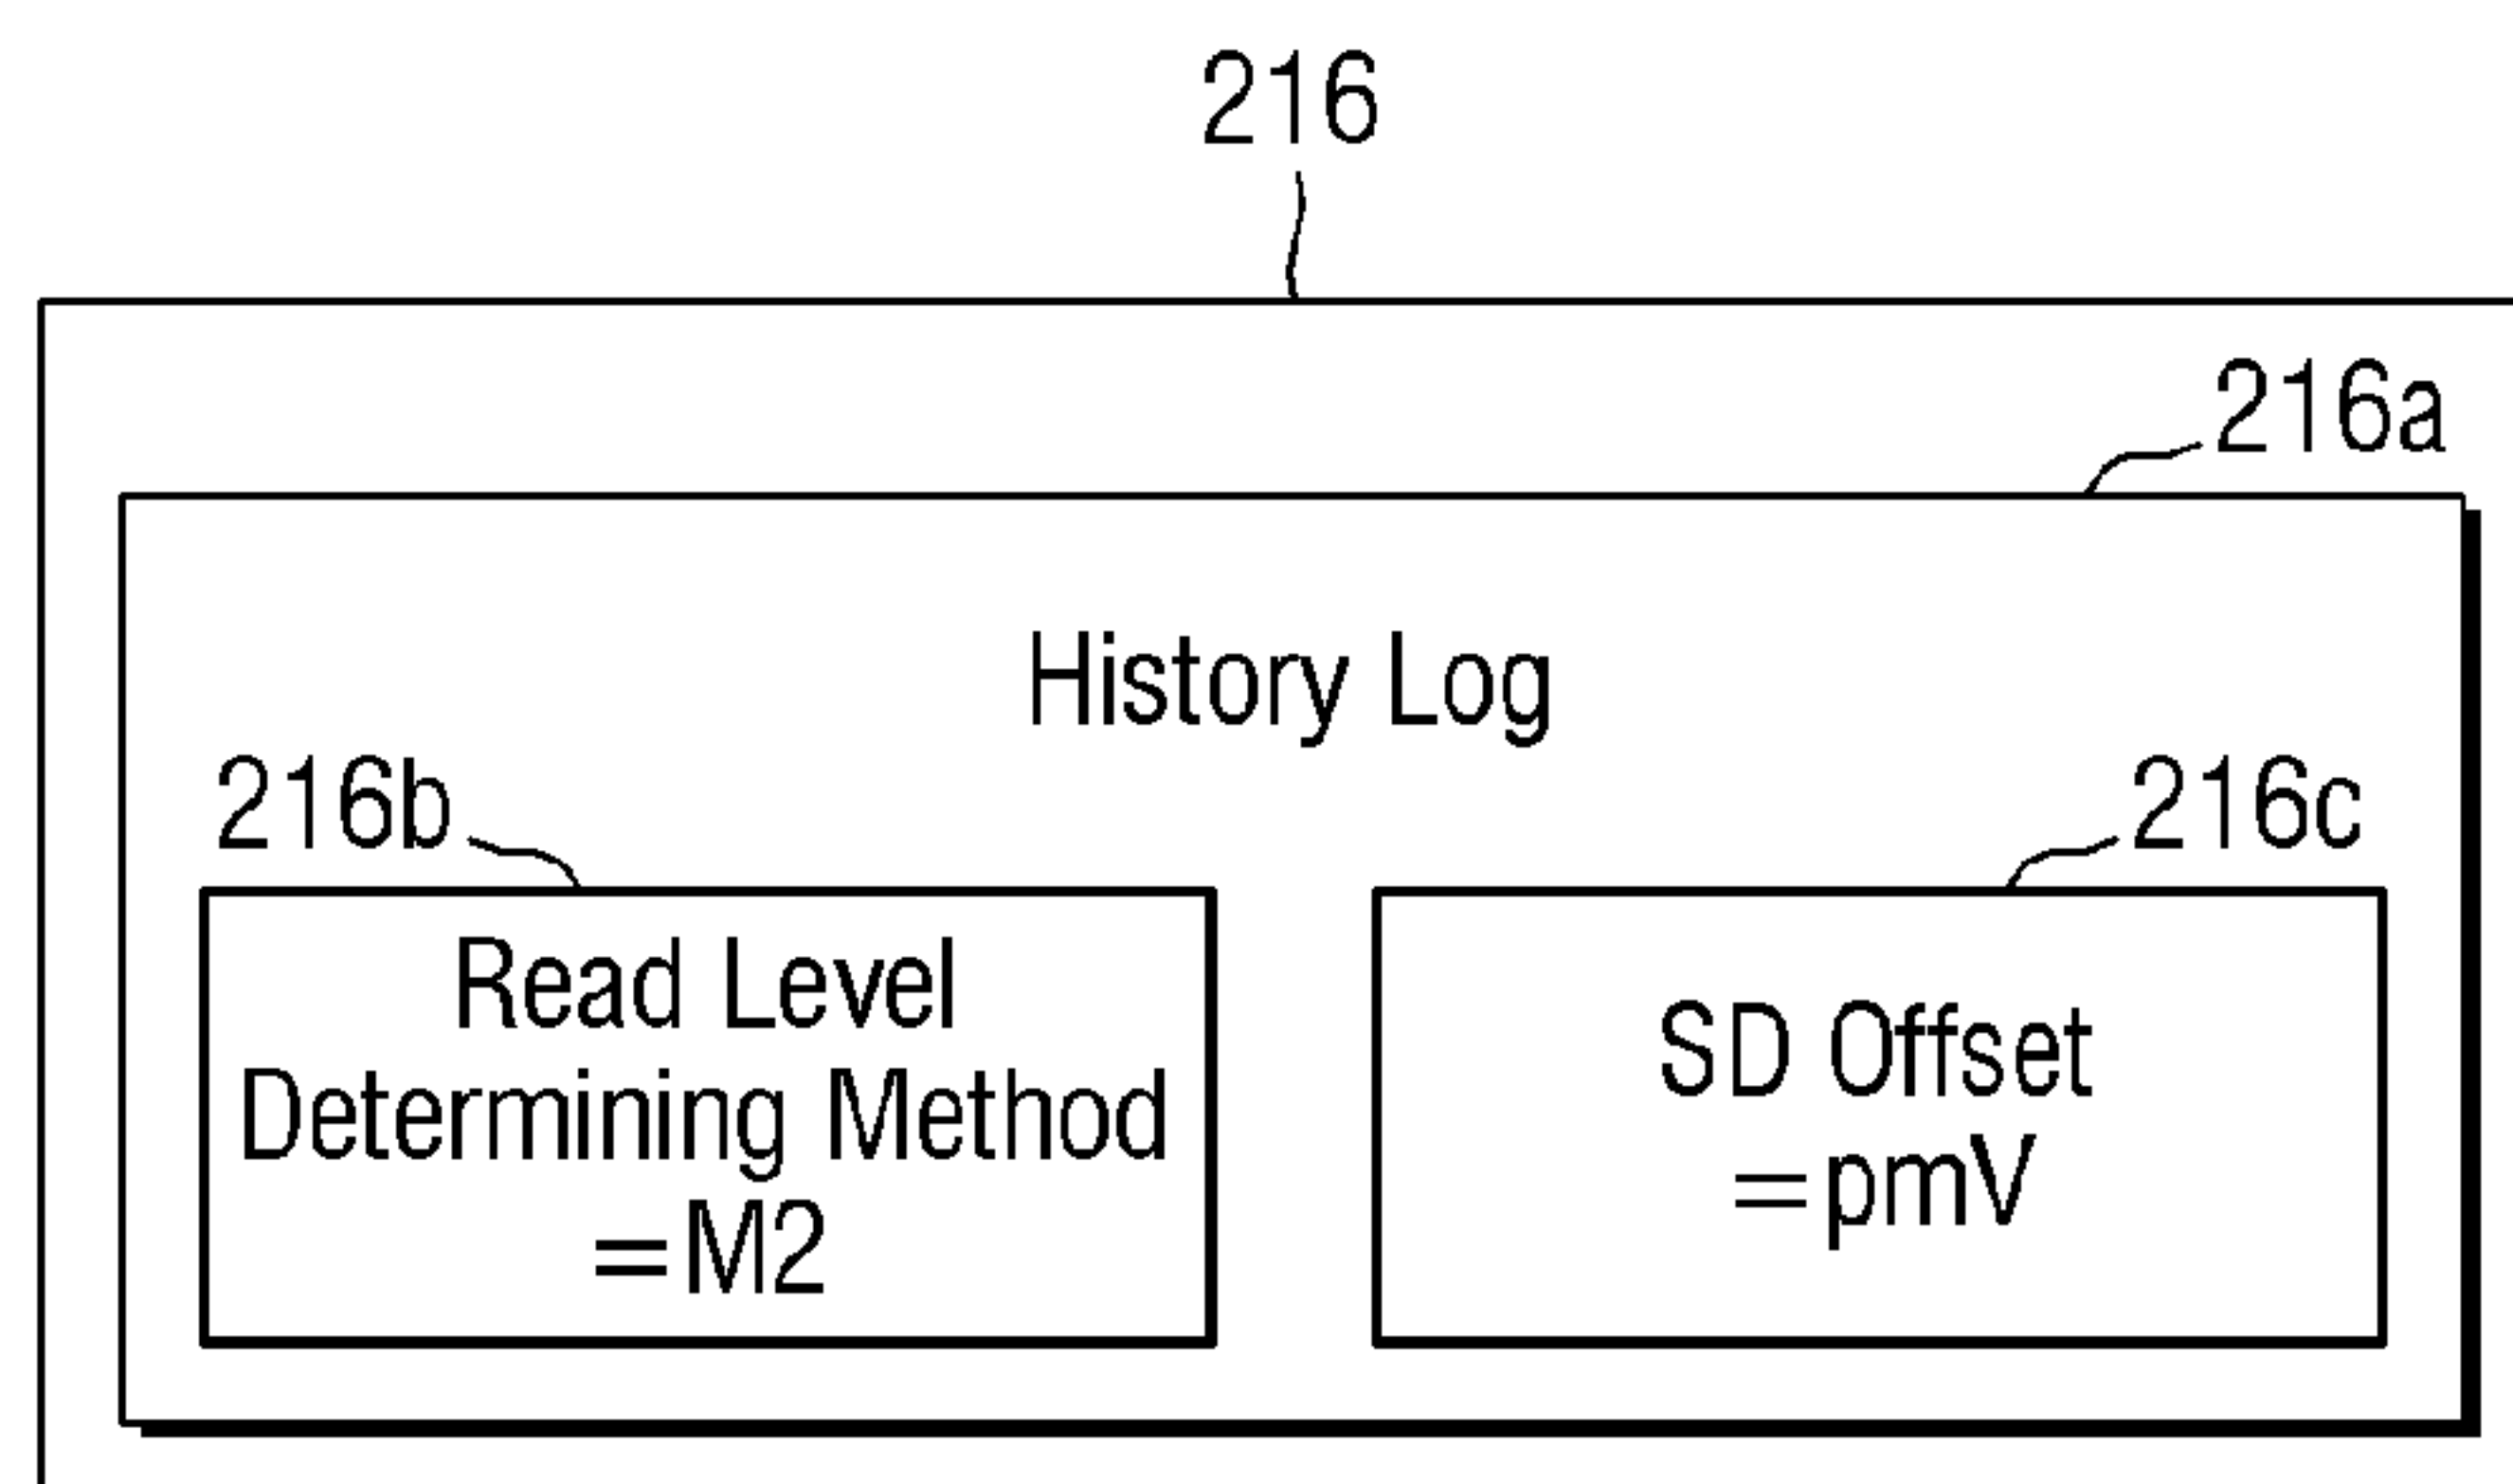 216
216a
History Log
216b
216c
Read Level
Determining Method
=M2
SD Offset
=pmV